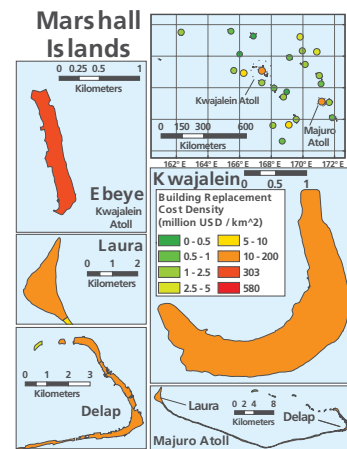 Marshall
Islands
0 0.25 0.5 1
Kilometers
Ebeye
Kwajalein
Atoll
Kwajalein Atoll
Majuro
Atoll
0 150 300 600
Kilometers
162°E 164°E 166°E 168°E 170°E 172°E
Laura
0 1 2
Kilometers
Kwajalein
0 0.5 1
Building Replacement
Cost Density
(million USD / km^2)
0 - 0.5
0.5 - 1
1 - 2.5
2.5 - 5
5 - 10
10 - 200
303
580
0 1 2 3
Kilometers
Delap
Laura
0 2 4 8
Kilometers
Delap
Majuro Atoll